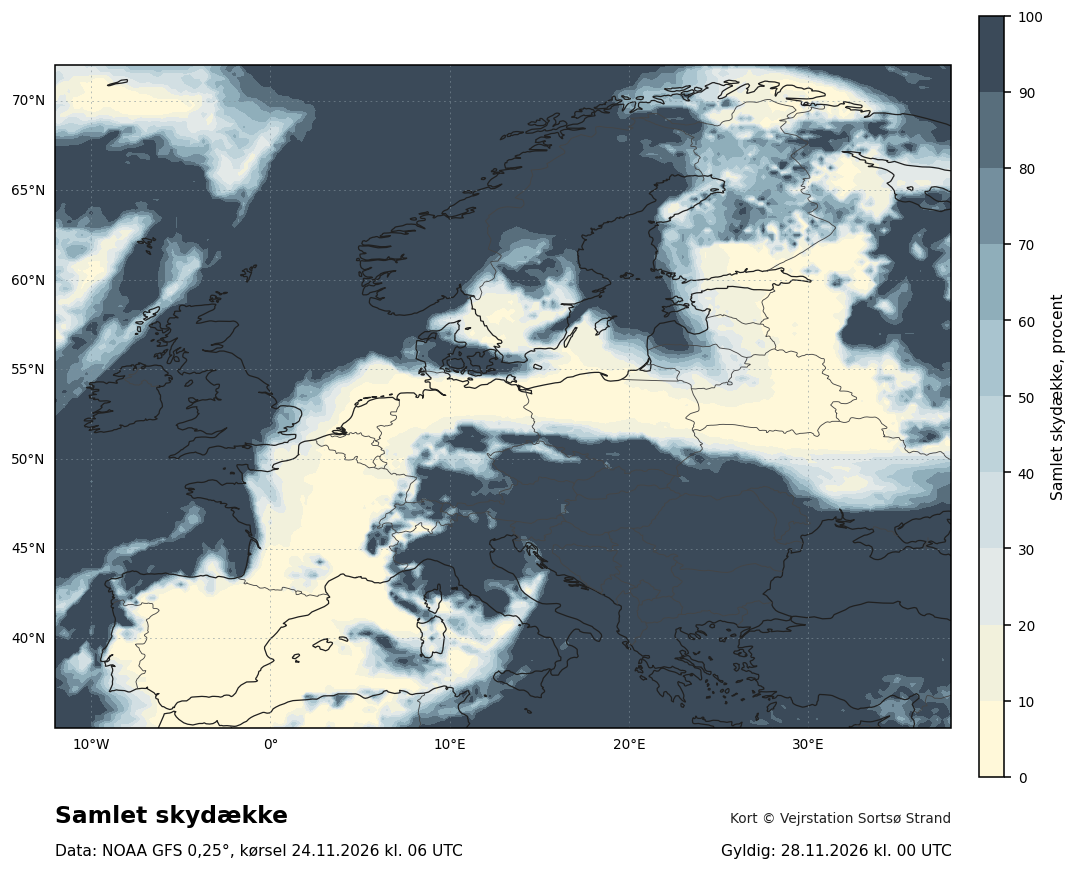 70°N
65°N
60°N
55°N
50°N
45°N
40°N
10°W
0°
10°E
20°E
30°E
100
90
80
70
60
50
40
30
20
10
0
Samlet skydække, procent
Samlet skydække
Kort © Vejrstation Sortsø Strand
Data: NOAA GFS 0,25°, kørsel 24.11.2026 kl. 06 UTC
Gyldig: 28.11.2026 kl. 00 UTC